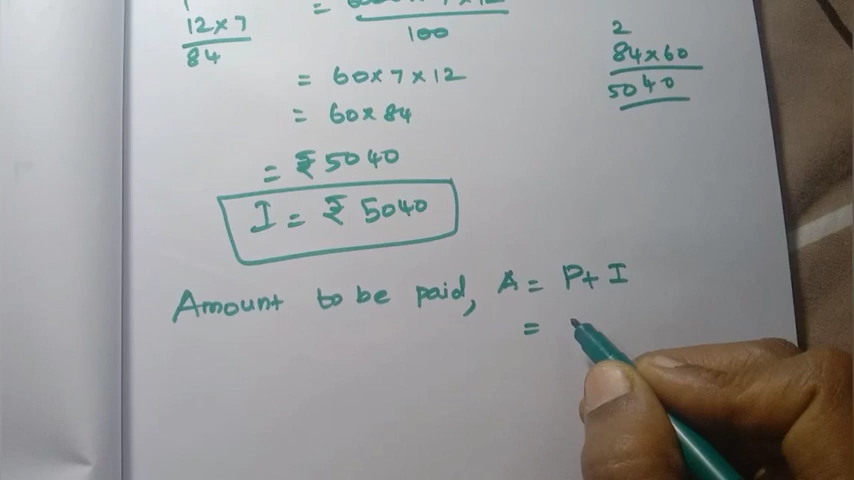 12 × 7
84
=
100
= 60 × 7 × 12
= 60 × 84
= ₹ 5040
I = ₹ 5040
2
84 × 60
5040
Amount to be paid, A = P + I
=